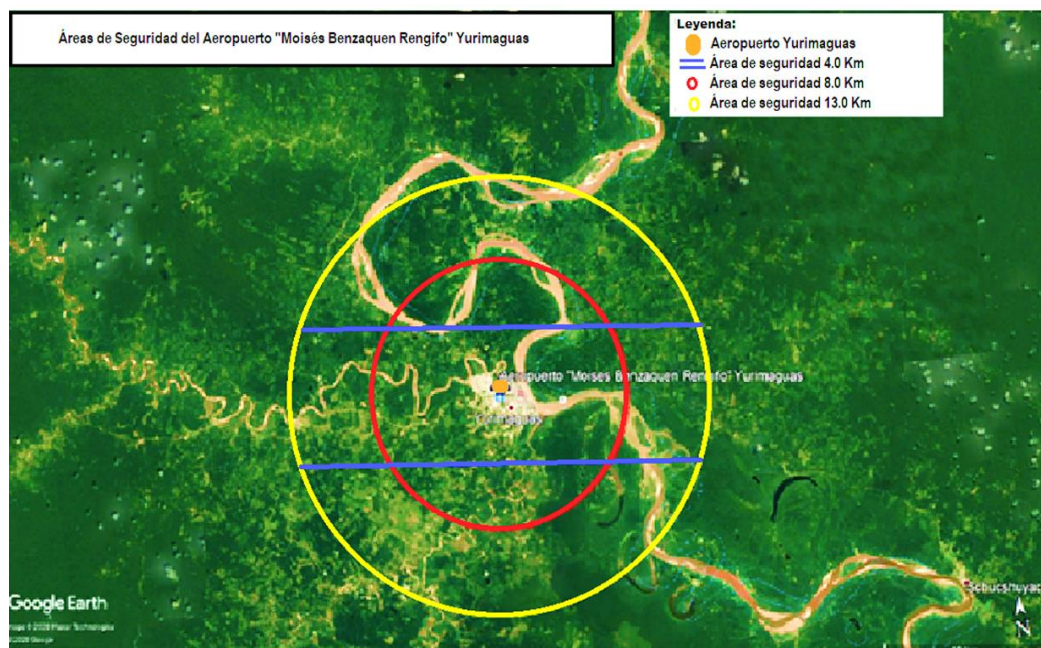 Áreas de Seguridad del Aeropuerto "Moisés Benzaquen Rengifo" Yurimaguas
Leyenda:
Aeropuerto Yurimaguas
Área de seguridad 4.0 Km
Área de seguridad 8.0 Km
Área de seguridad 13.0 Km
Aeropuerto "Moises Benzaquen Rengifo" Yurimaguas
Yurimaguas
Google Earth
N